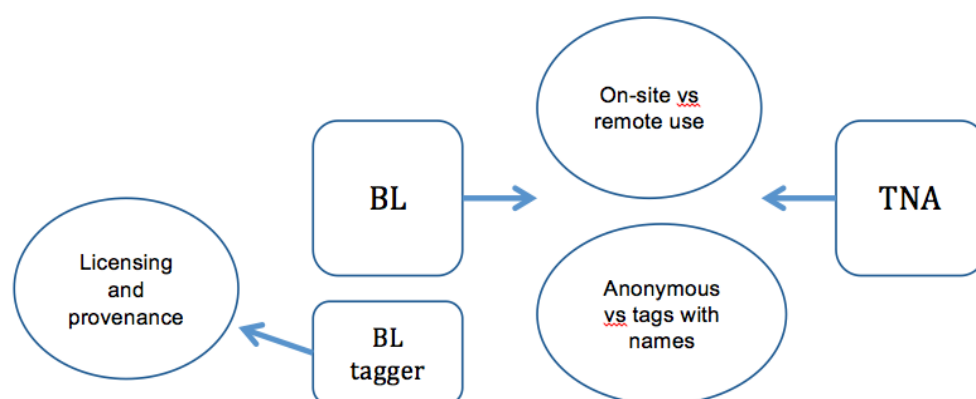 On-site vs
remote use
BL
TNA
Licensing
and
provenance
Anonymous
vs tags with
names
BL
tagger